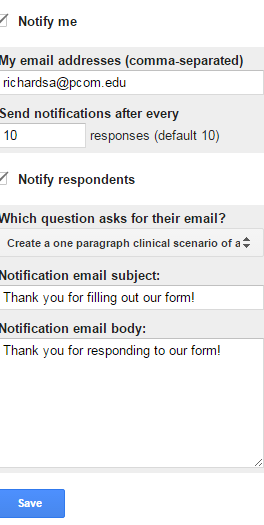 Notify me
My email addresses (comma-separated)
richardsa@pcom.edu
Send notifications after every
10 responses (default 10)
Notify respondents
Which question asks for their email?
Create a one paragraph clinical scenario of a
Notification email subject:
Thank you for filling out our form!
Notification email body:
Thank you for responding to our form!
Save